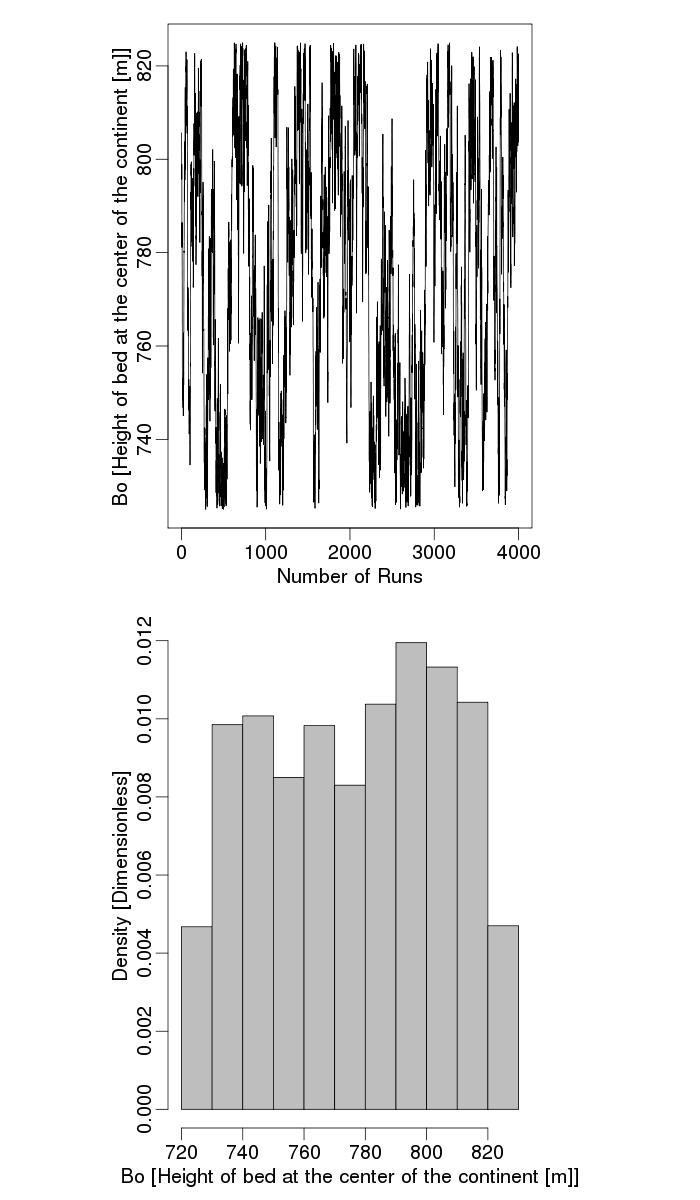 Bo [Height of bed at the center of the continent [m]]
820
800
780
760
740
0 1000 2000 3000 4000
Number of Runs
Density [Dimensionless]
0.012
0.010
0.008
0.006
0.004
0.002
0.000
720 740 760 780 800 820
Bo [Height of bed at the center of the continent [m]]